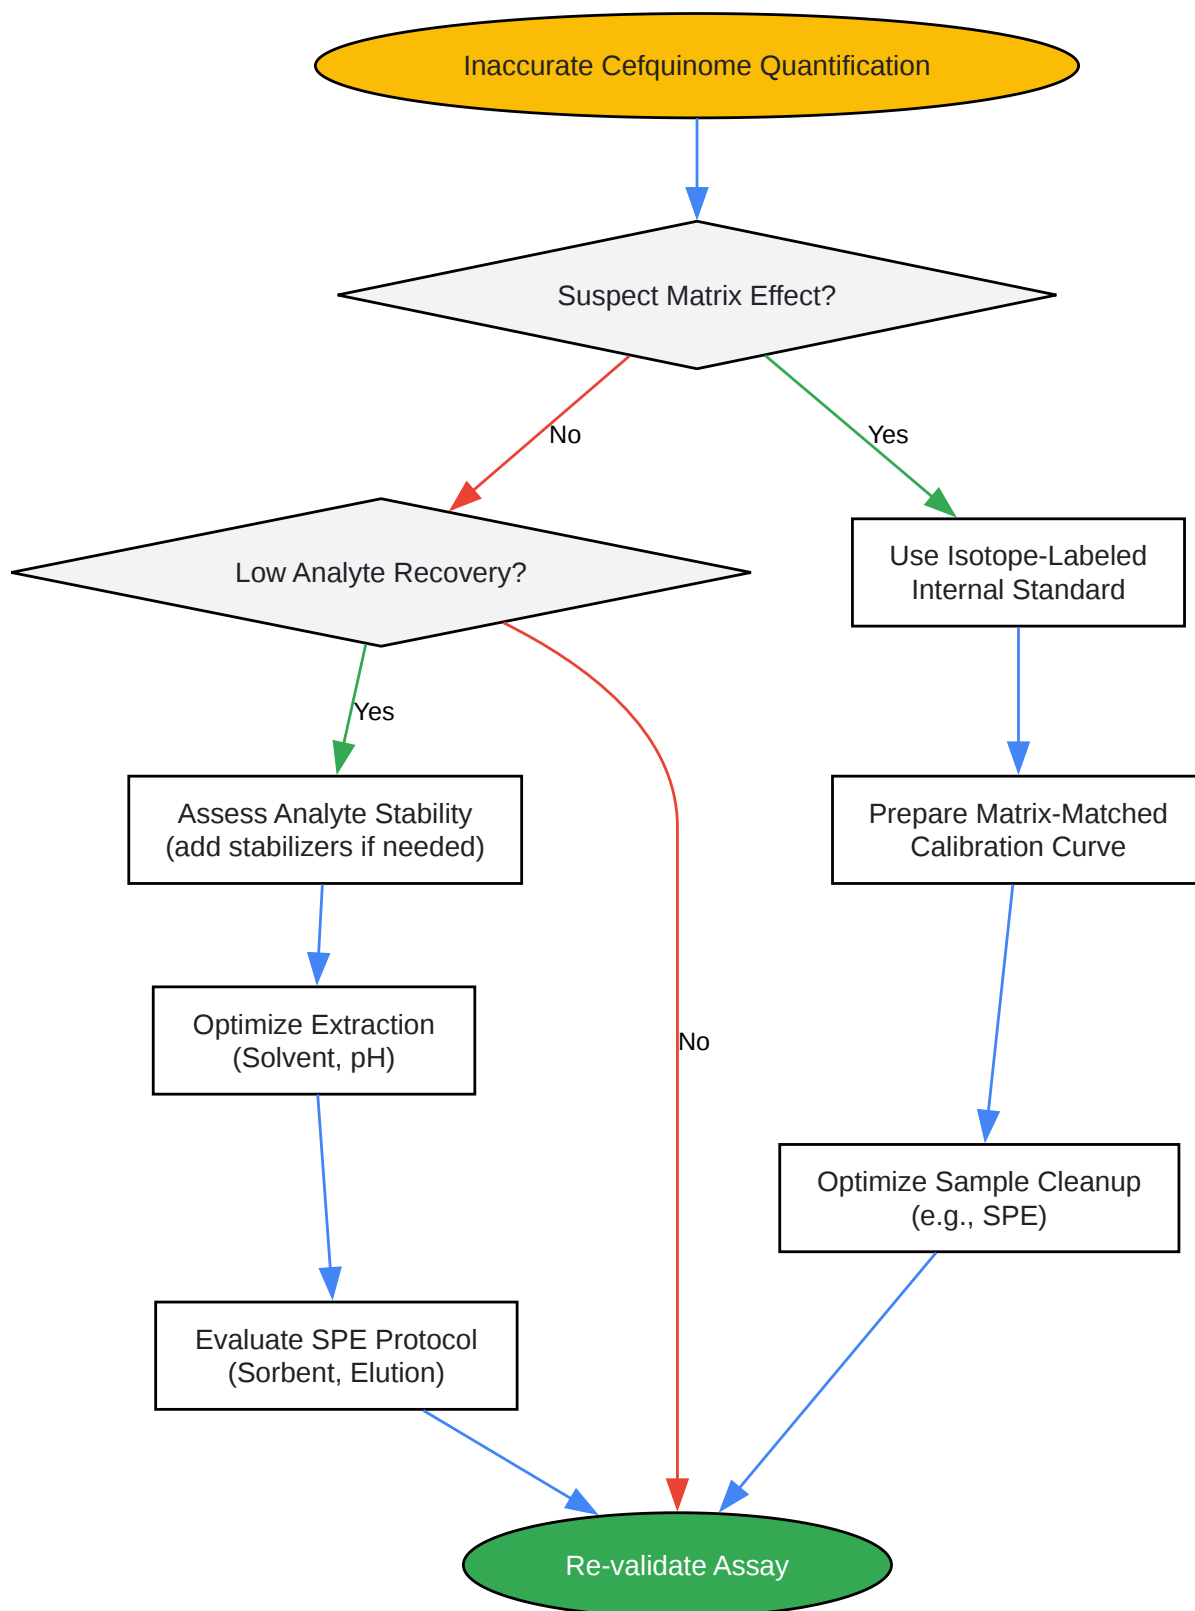 Inaccurate Cefquinome Quantification
Suspect Matrix Effect?
No
Yes
Low Analyte Recovery?
Use Isotope-Labeled
Internal Standard
Yes
Assess Analyte Stability
(add stabilizers if needed)
Prepare Matrix-Matched
Calibration Curve
Optimize Extraction
(Solvent, pH)
No
Optimize Sample Cleanup
(e.g., SPE)
Evaluate SPE Protocol
(Sorbent, Elution)
Re-validate Assay